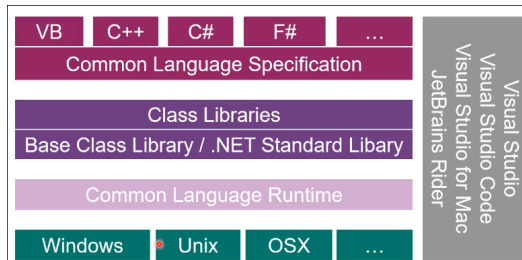 VB
C++
C#
F#
...
Common Language Specification
Class Libraries
Base Class Library / .NET Standard Libary
Common Language Runtime
Windows
Unix
OSX
...
Visual Studio
Visual Studio Code
Visual Studio for Mac
JetBrains Rider